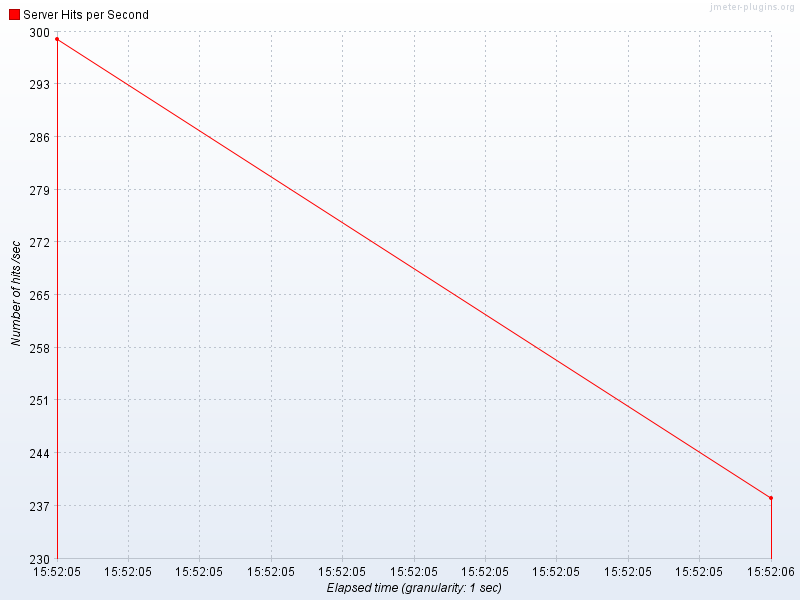 jmeter-plugins.org
Server Hits per Second
300
293
286
279
272
265
258
251
244
237
230
Number of hits /sec
15:52:05 15:52:05 15:52:05 15:52:05 15:52:05 15:52:05 15:52:05 15:52:05 15:52:05 15:52:05 15:52:06
Elapsed time (granularity: 1 sec)